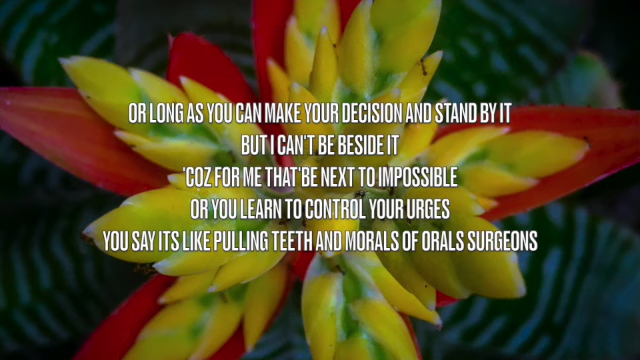 OR LONG AS YOU CAN MAKE YOUR DECISION AND STAND BY IT
BUT I CAN'T BE BESIDE IT
'COZ FOR ME THAT'BE NEXT TO IMPOSSIBLE
OR YOU LEARN TO CONTROL YOUR URGES
YOU SAY ITS LIKE PULLING TEETH AND MORALS OF ORALS SURGEONS